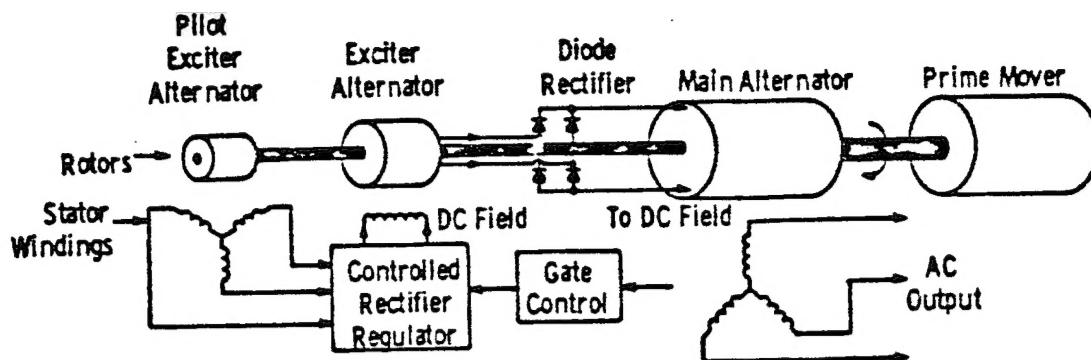 Pilot
Exciter
Alternator
Exciter
Alternator
Diode
Rectifier
Main Alternator
Prime Mover
Rotors
Stator
Windings
DC Field
To DC Field
Controlled
Rectifier
Regulator
Gate
Control
AC
Output